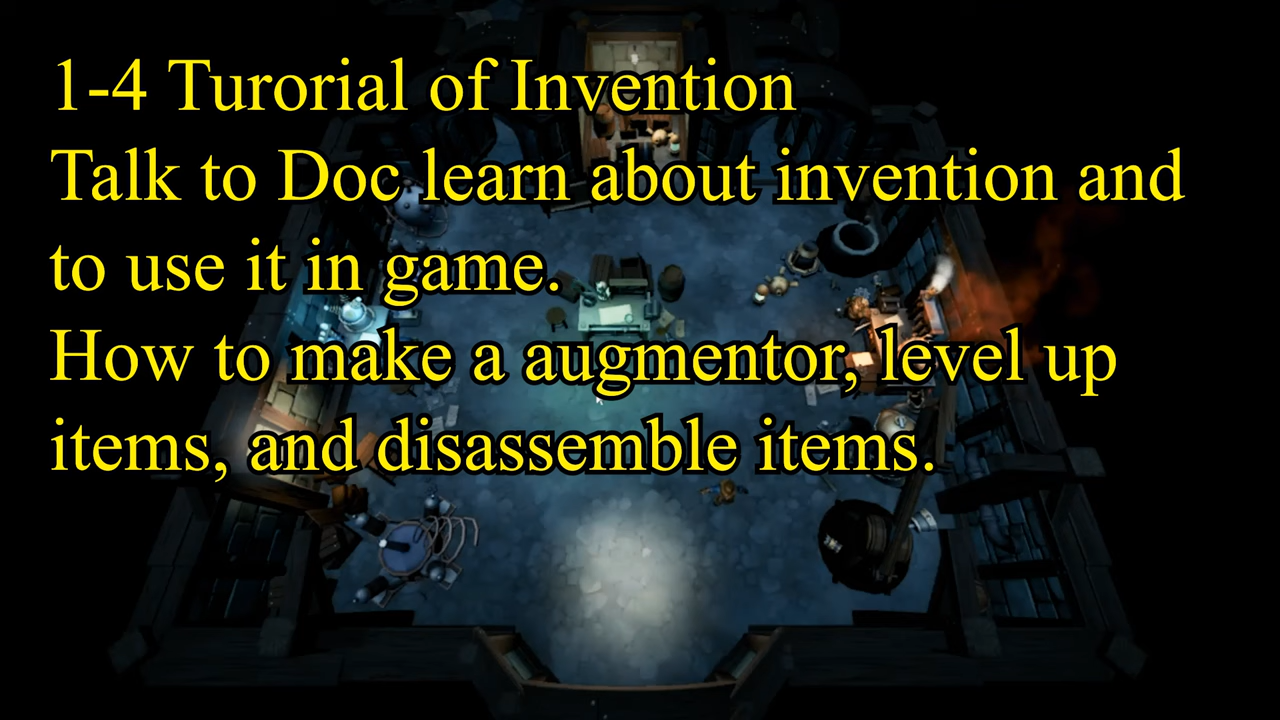 1-4 Turorial of Invention
Talk to Doc learn about invention and
to use it in game.
How to make a augmentor, level up
items, and disassemble items.